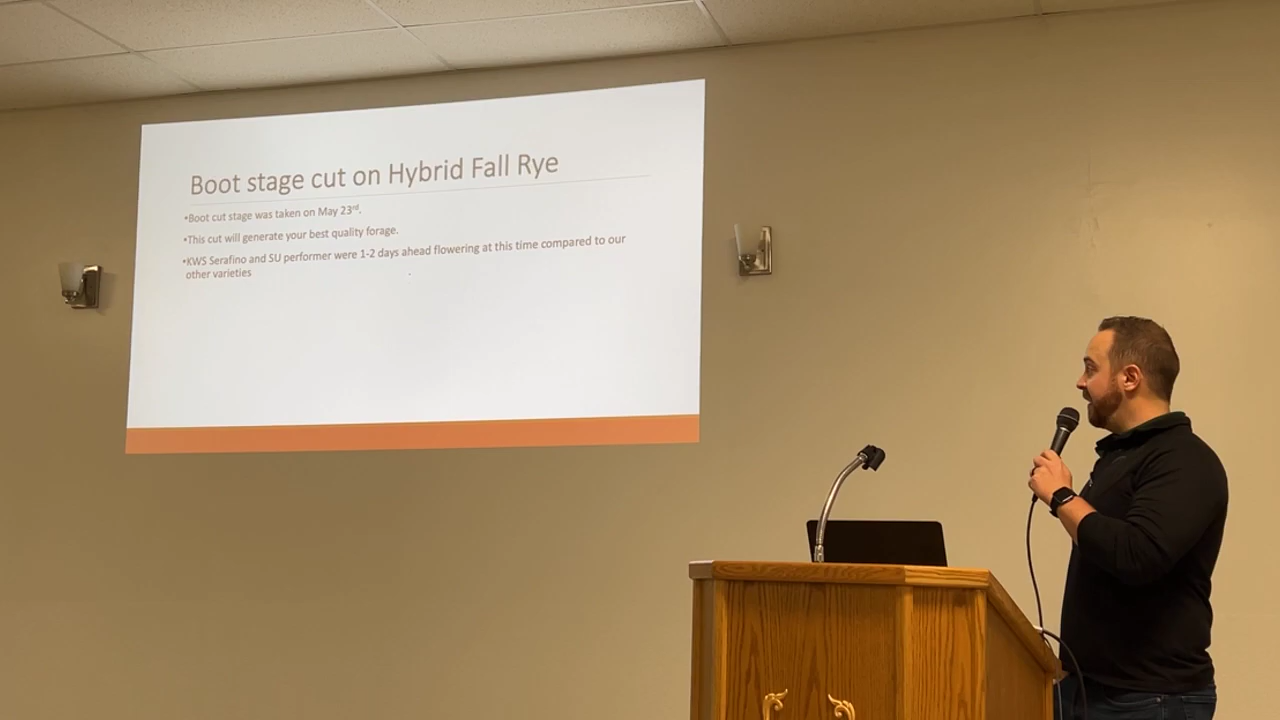 Boot stage cut on Hybrid Fall Rye
•Boot cut stage was taken on May 23rd.
•This cut will generate your best quality forage.
•KWS Serafino and SU performer were 1-2 days ahead flowering at this time compared to our
other varieties